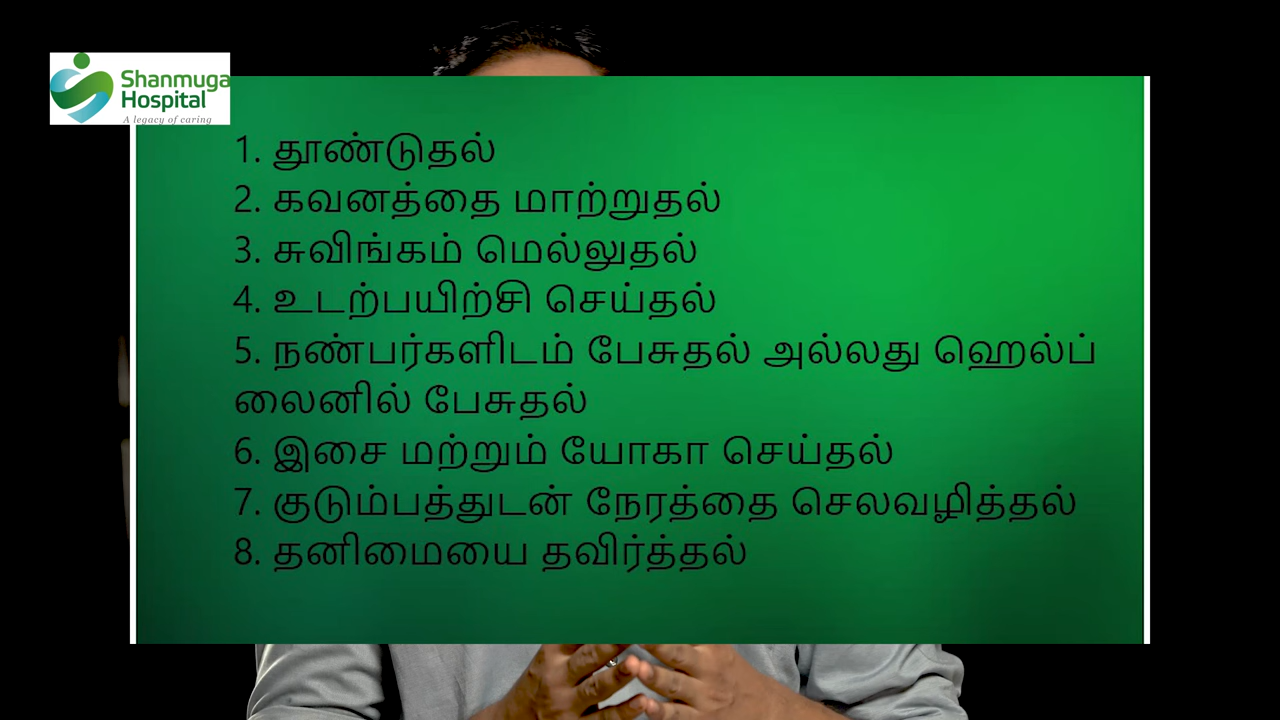 Shanmuga
Hospital
A legacy of caring
1. தூண்டுதல்
2. கவனத்தை மாற்றுதல்
3. சுவிங்கம் மெல்லுதல்
4. உடற்பயிற்சி செய்தல்
5. நண்பர்களிடம் பேசுதல் அல்லது ஹெல்ப்
லைனில் பேசுதல்
6. இசை மற்றும் யோகா செய்தல்
7. குடும்பத்துடன் நேரத்தை செலவழித்தல்
8. தனிமையை தவிர்த்தல்